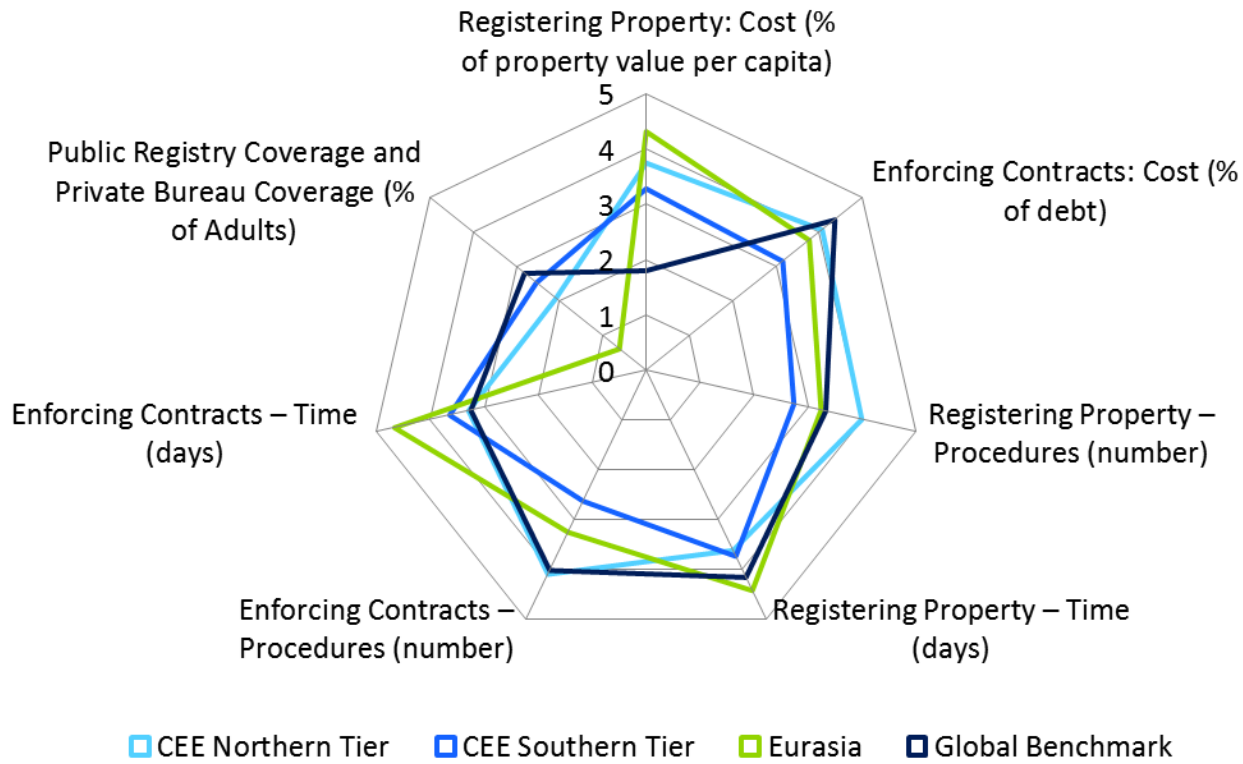 Registering Property: Cost (%
of property value per capita)
5
4
3
2
1
0
Public Registry Coverage and
Private Bureau Coverage (%
of Adults)
Enforcing Contracts: Cost (%
of debt)
Enforcing Contracts – Time
(days)
Registering Property –
Procedures (number)
Enforcing Contracts –
Procedures (number)
Registering Property – Time
(days)
CEE Northern Tier CEE Southern Tier Eurasia Global Benchmark